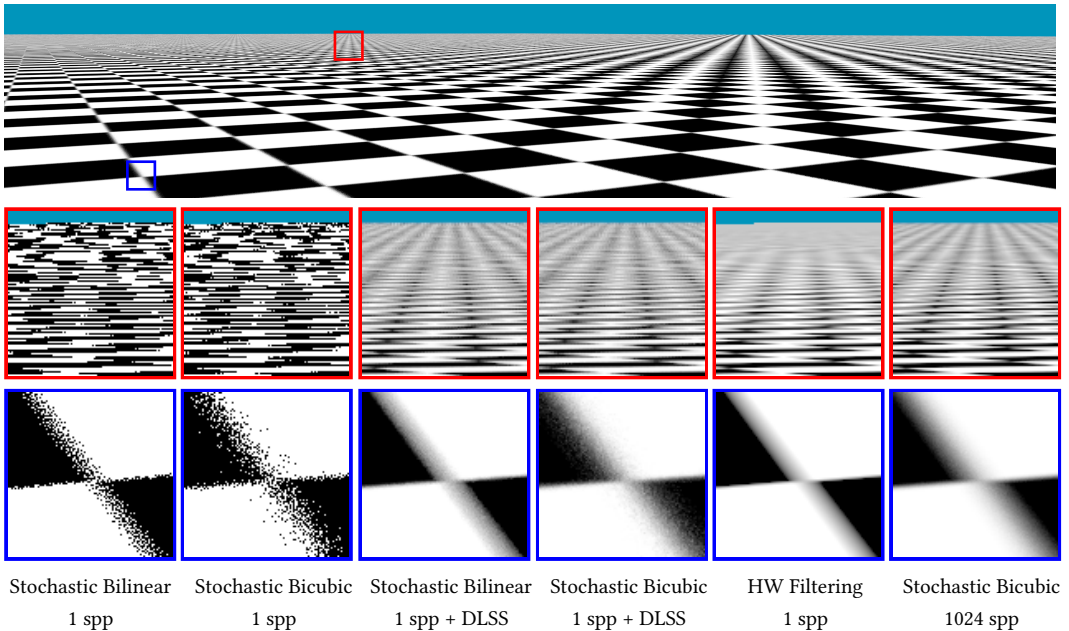 Stochastic Bilinear Stochastic Bicubic Stochastic Bilinear Stochastic Bicubic HW Filtering Stochastic Bicubic
1 spp 1 spp 1 spp + DLSS 1 spp + DLSS 1 spp 1024 spp